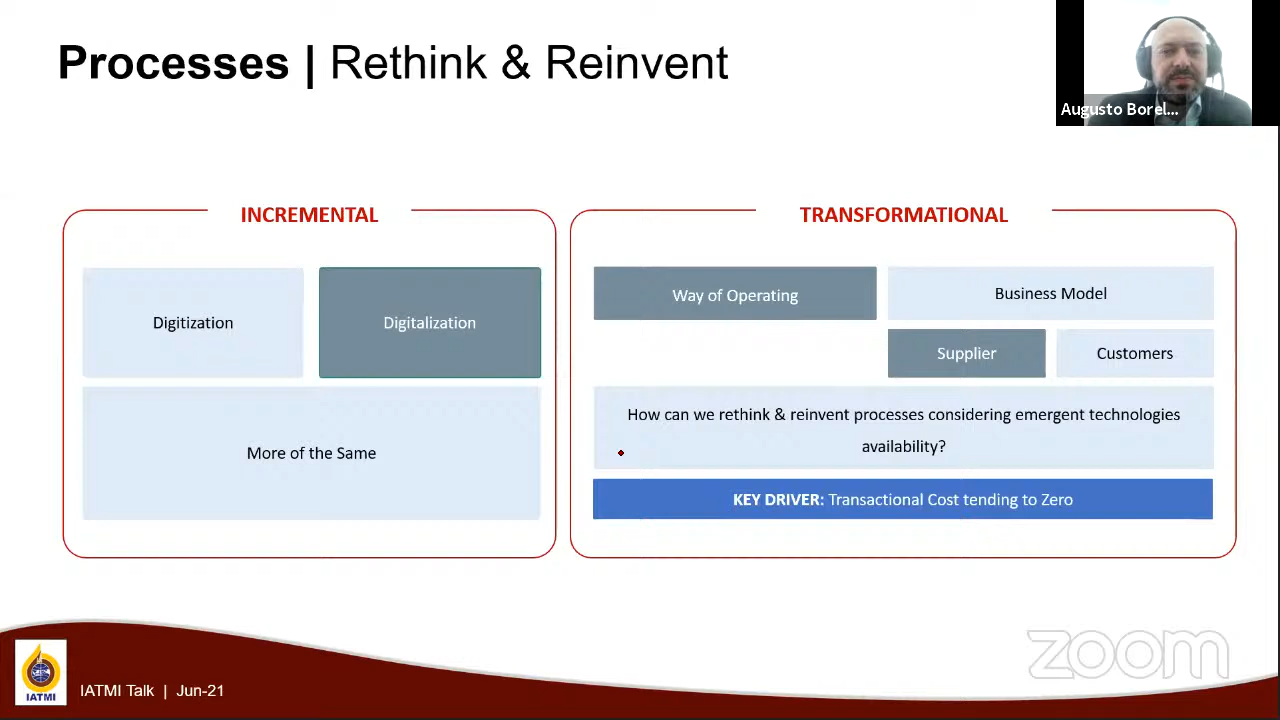 Processes | Rethink & Reinvent
Augusto Borel...
INCREMENTAL
Digitization
Digitalization
More of the Same
TRANSFORMATIONAL
Way of Operating
Business Model
Supplier
Customers
How can we rethink & reinvent processes considering emergent technologies
availability?
KEY DRIVER: Transactional Cost tending to Zero
IATMI
IATMI Talk | Jun-21
zoom